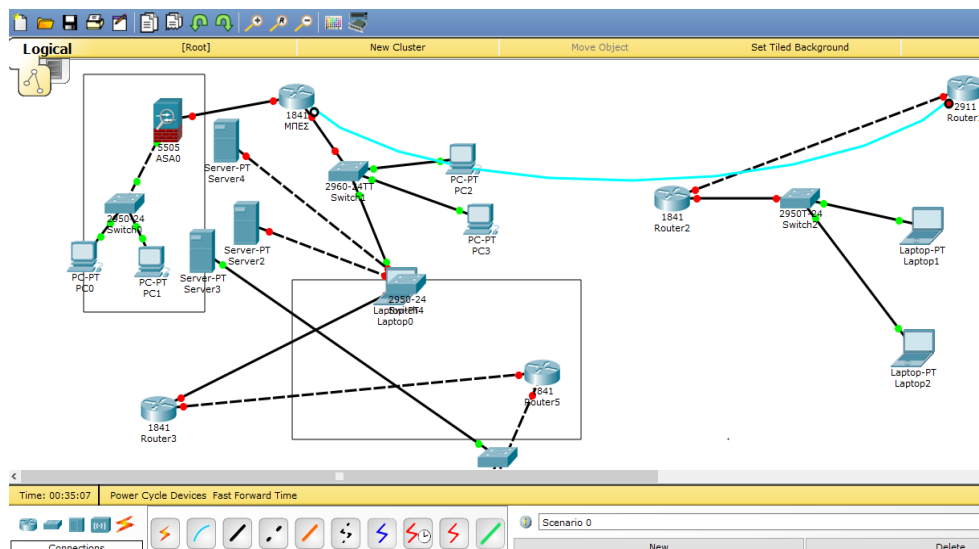 Logical
[Root]
New Cluster
Move Object
Set Tiled Background
5505
ASA0
1841
ΜΠΕΣ
Server-PT
Server4
2960-24TT
Switch1
PC-PT
PC2
2911
Router
2950-24
Switch0
Server-PT
Server2
PC-PT
PC3
1841
Router2
2950T-24
Switch2
Laptop-PT
Laptop1
PC-PT
PC0
PC-PT
PC1
Server-PT
Server3
2950-24
Laptop0
1841
Router5
Laptop-PT
Laptop2
1841
Router3
Time: 00:35:07
Power Cycle Devices
Fast Forward Time
Scenario 0
Connections
New
Delete